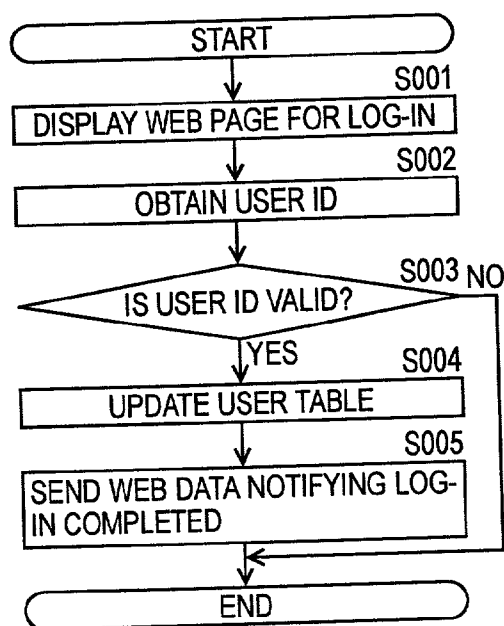 START
S001
DISPLAY WEB PAGE FOR LOG-IN
S002
OBTAIN USER ID
S003 NO
IS USER ID VALID?
YES
S004
UPDATE USER TABLE
S005
SEND WEB DATA NOTIFYING LOG-
IN COMPLETED
END